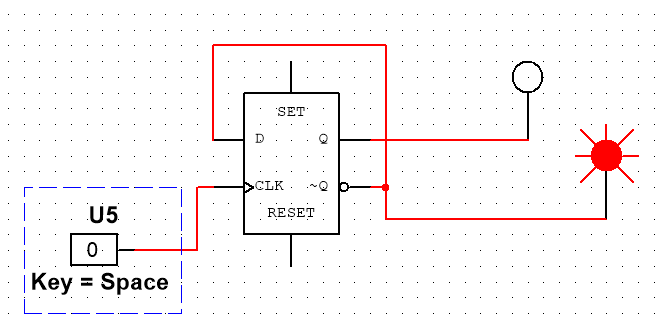 SET
D Q
CLK ~Q
RESET
U5
0
Key = Space